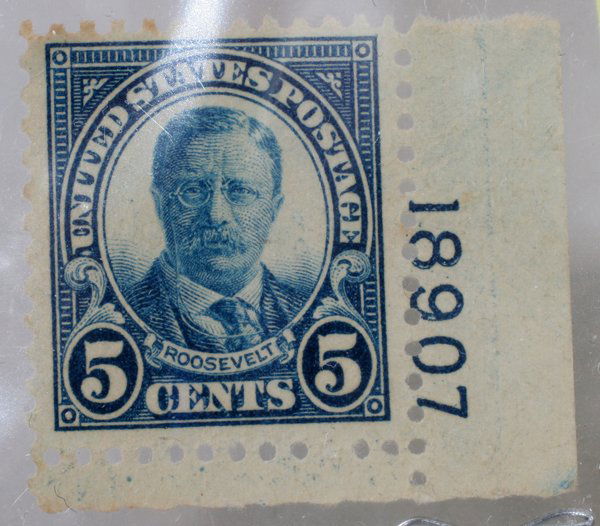 UNITED STATES POSTAGE
ROOSEVELT
5 CENTS 5
18907